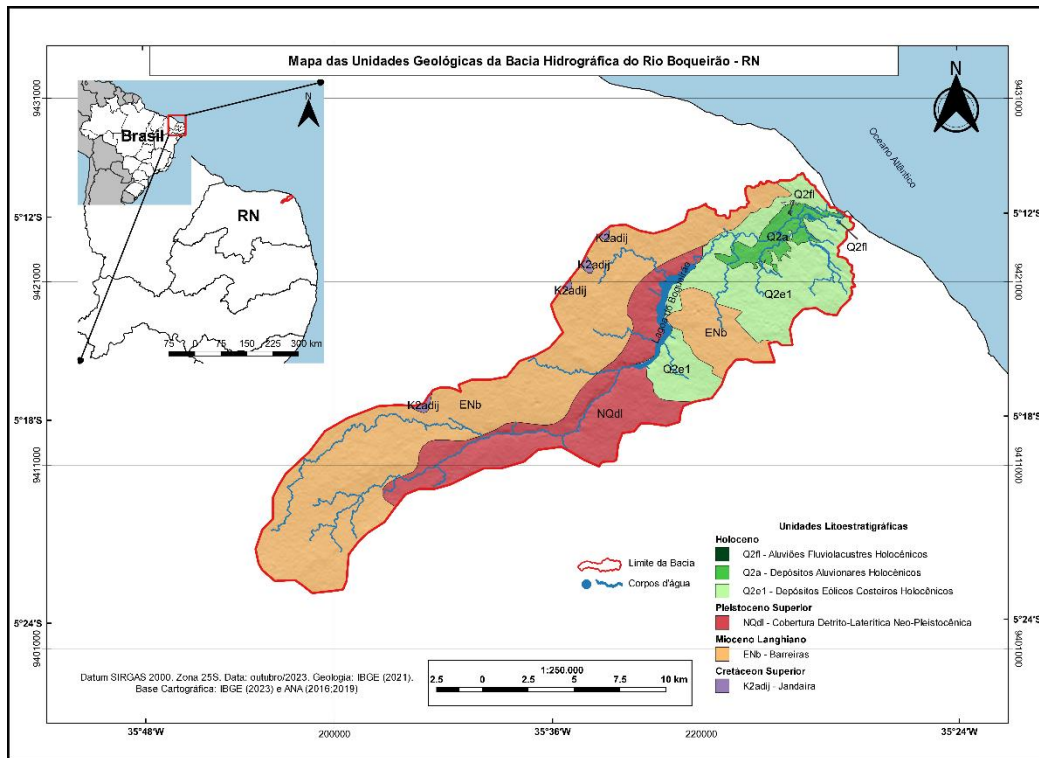 Mapa das Unidades Geológicas da Bacia Hidrográfica do Rio Boqueirão - RN
N
Brasil
RN
75 0 75 150 225 300 km
N
Oceano Atlântico
9431000
9431000
5°12'S
5°12'S
9421000
9421000
5°18'S
5°18'S
9411000
9411000
5°24'S
5°24'S
9401000
9401000
Q2fl
Q2a
Q2fl
K2adij
K2adij
K2adij
Q2e1
Lagoa do Boqueirão
ENb
Q2e1
K2adij
ENb
NQdl
Limite da Bacia
Corpos d'água
Unidades Litoestratigráficas
Holoceno
Q2fl - Aluviões Fluviolacustres Holocênicos
Q2a - Depósitos Aluvionares Holocênicos
Q2e1 - Depósitos Eólicos Costeiros Holocênicos
Pleistoceno Superior
NQdl - Cobertura Detrito-Laterítica Neo-Pleistocênica
Mioceno Langhiano
ENb - Barreiras
Cretáceon Superior
K2adij - Jandaira
Datum SIRGAS 2000. Zona 25S. Data: outubro/2023. Geologia: IBGE (2021).
Base Cartográfica: IBGE (2023) e ANA (2016;2019)
1:250.000
2.5 0 2.5 5 7.5 10 km
35°48'W
200000
35°36'W
220000
35°24'W